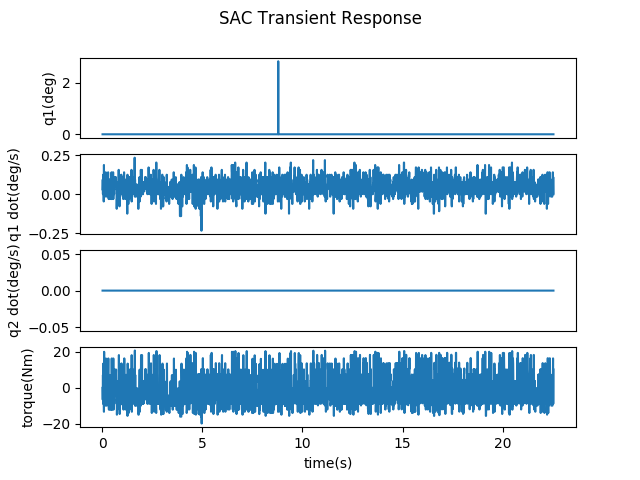 SAC Transient Response
q1(deg)
2
0
q1 dot(deg/s)
0.25
0.00
−0.25
q2 dot(deg/s)
0.05
0.00
−0.05
torque(Nm)
20
0
−20
0 5 10 15 20
time(s)